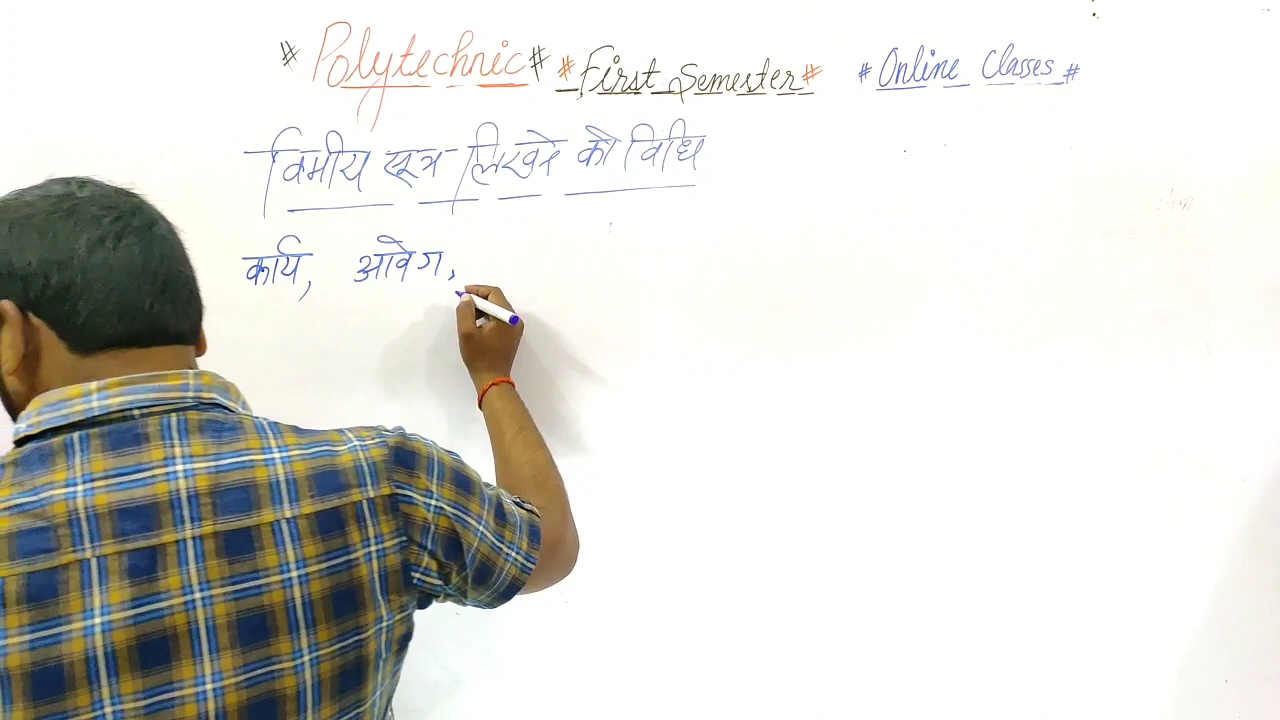 # Polytechnic # * First Semester # # Online Classes #
विमीय सूत्र लिखने की विधि
कार्य, आवेग,